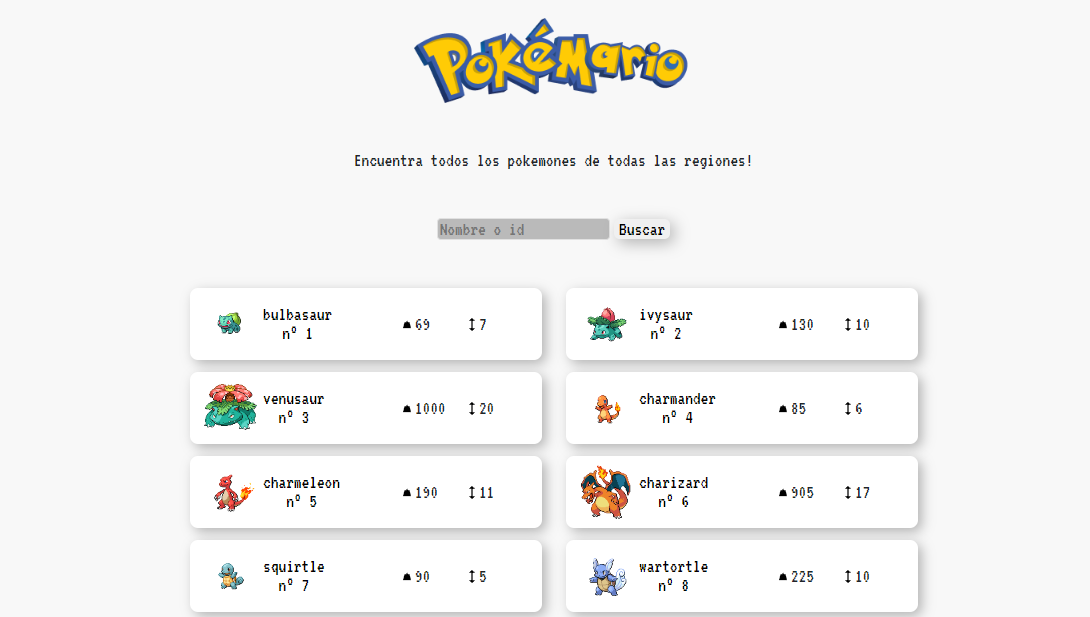 PokéMario
Encuentra todos los pokemones de todas las regiones!
Nombre o id Buscar
bulbasaur
nº 1
69 7
ivysaur
nº 2
130 10
venusaur
nº 3
1000 20
charmander
nº 4
85 6
charmeleon
nº 5
190 11
charizard
nº 6
905 17
squirtle
nº 7
90 5
wartortle
nº 8
225 10